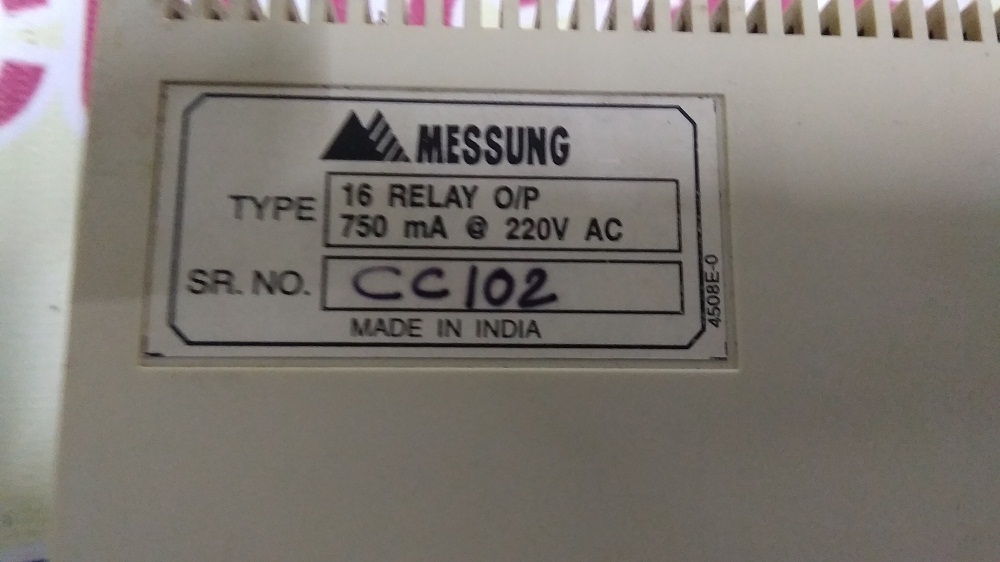 MESSUNG
TYPE 16 RELAY O/P
750 mA @ 220V AC
SR. NO. CC102
MADE IN INDIA
4508E-0